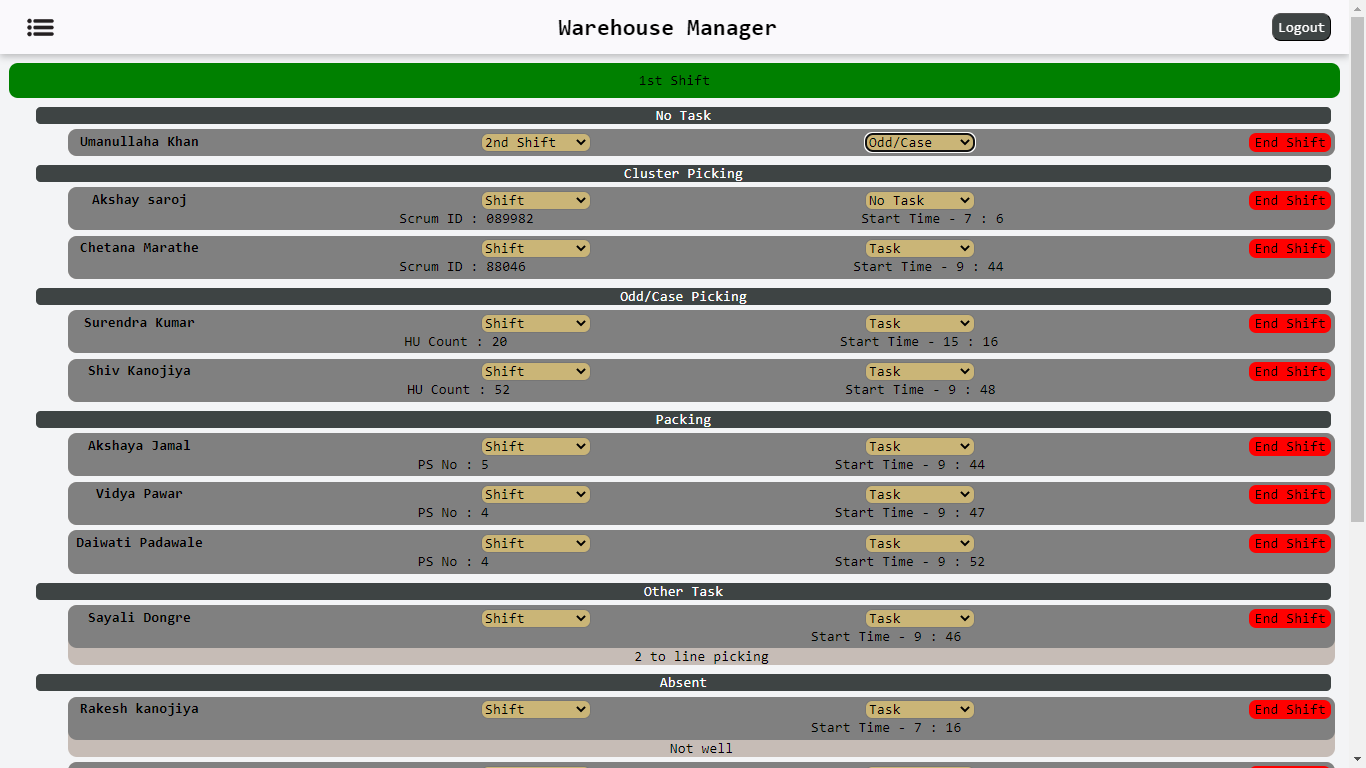 Warehouse Manager
Logout
1st Shift
No Task
Umanullaha Khan 2nd Shift Odd/Case End Shift
Cluster Picking
Akshay saroj Shift No Task End Shift
Scrum ID : 089982 Start Time - 7 : 6
Chetana Marathe Shift Task End Shift
Scrum ID : 88046 Start Time - 9 : 44
Odd/Case Picking
Surendra Kumar Shift Task End Shift
HU Count : 20 Start Time - 15 : 16
Shiv Kanojiya Shift Task End Shift
HU Count : 52 Start Time - 9 : 48
Packing
Akshaya Jamal Shift Task End Shift
PS No : 5 Start Time - 9 : 44
Vidya Pawar Shift Task End Shift
PS No : 4 Start Time - 9 : 47
Daiwati Padawale Shift Task End Shift
PS No : 4 Start Time - 9 : 52
Other Task
Sayali Dongre Shift Task End Shift
Start Time - 9 : 46
2 to line picking
Absent
Rakesh kanojiya Shift Task End Shift
Start Time - 7 : 16
Not well